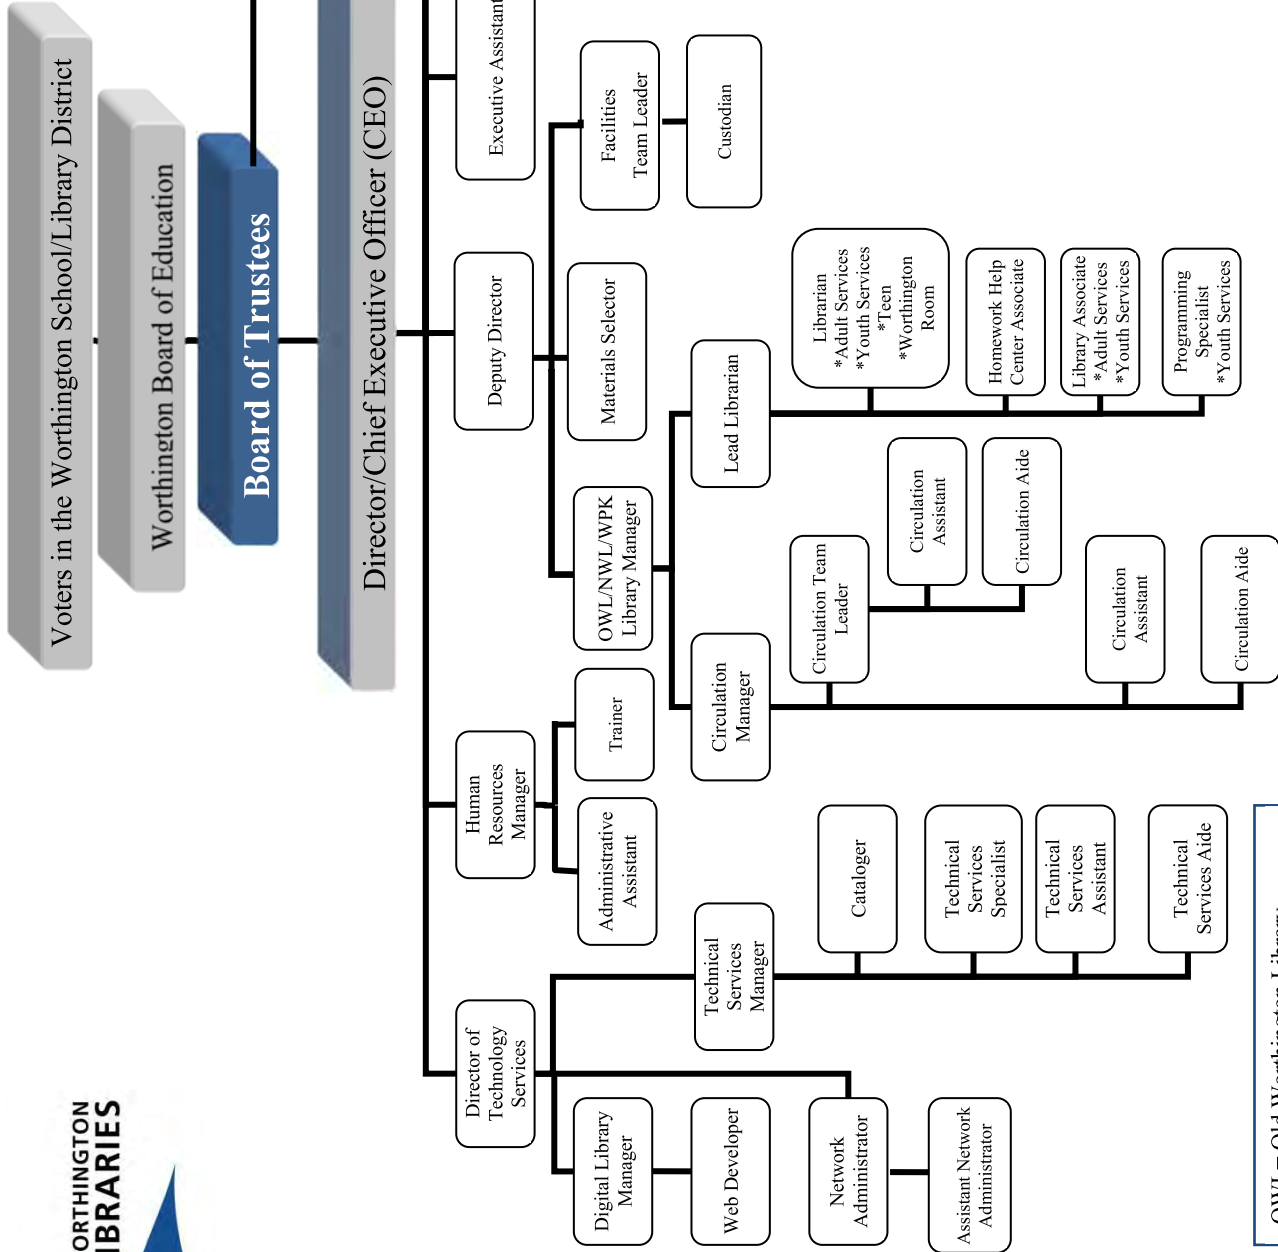 ORTHINGTON
IBRARIES
Voters in the Worthington School/Library District
Worthington Board of Education
Board of Trustees
Director/Chief Executive Officer (CEO)
Director of
Technology
Services
Human
Resources
Manager
Deputy Director
Executive Assistant
Digital Library
Manager
Web Developer
Network
Administrator
Assistant Network
Administrator
Technical
Services
Manager
Cataloger
Technical
Services
Specialist
Technical
Services
Assistant
Technical
Services Aide
Administrative
Assistant
Trainer
OWL/NWL/WPK
Library Manager
Materials Selector
Facilities
Team Leader
Custodian
Circulation
Manager
Circulation Team
Leader
Circulation
Assistant
Circulation Aide
Circulation
Assistant
Circulation Aide
Lead Librarian
Librarian
*Adult Services
*Youth Services
*Teen
*Worthington
Room
Homework Help
Center Associate
Library Associate
*Adult Services
*Youth Services
Programming
Specialist
*Youth Services
OWL = Old Worthington Library